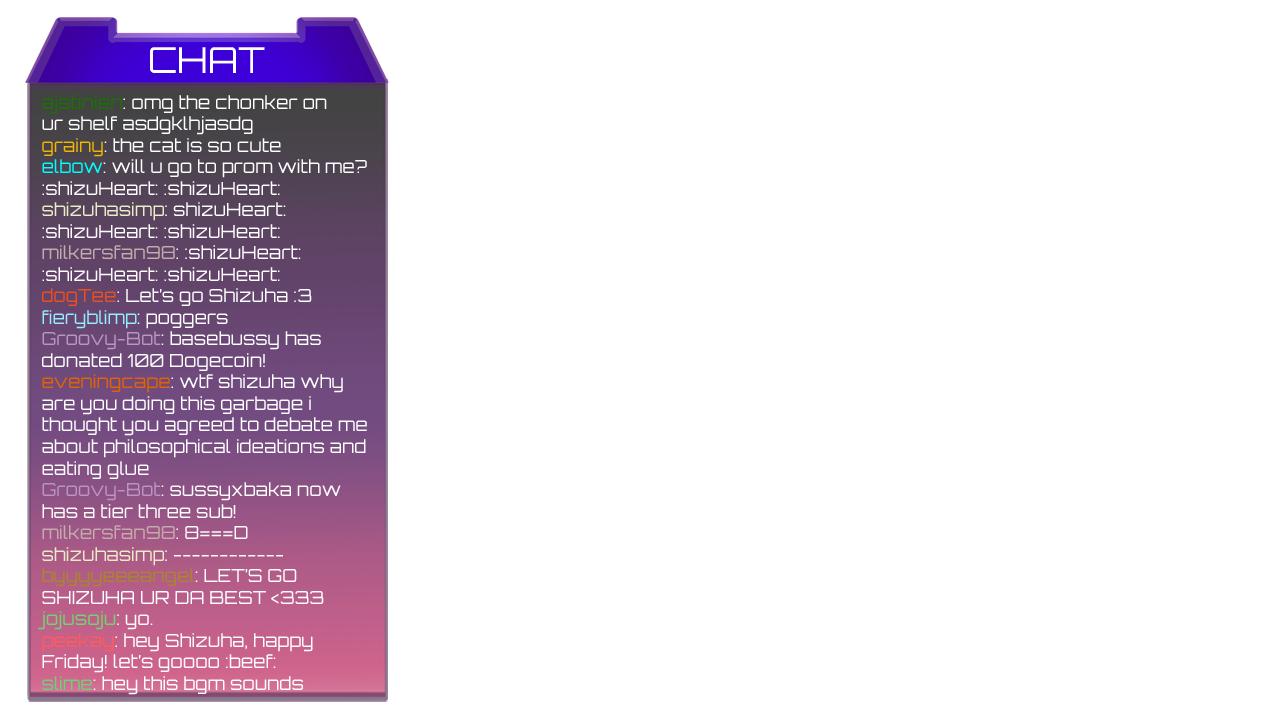 CHAT
ajstinish: omg the chonker on
ur shelf asdgklhjasdg
grainy: the cat is so cute
elbow: will u go to prom with me?
:shizuHeart: :shizuHeart:
shizuhasimp: shizuHeart:
:shizuHeart: :shizuHeart:
milkersfan98: :shizuHeart:
:shizuHeart: :shizuHeart:
dogTee: Let's go Shizuha :3
fieryblimp: poggers
Groovy-Bot: basebussy has
donated 100 Dogecoin!
eveningcape: wtf shizuha why
are you doing this garbage i
thought you agreed to debate me
about philosophical ideations and
eating glue
Groovy-Bot: sussyxbaka now
has a tier three sub!
milkersfan98: 8===D
shizuhasimp: ------------
byyyyeeeangel: LET'S GO
SHIZUHA UR DA BEST <333
jojusoju: yo.
peekay: hey Shizuha, happy
Friday! let's goooo :beef:
slime: hey this bgm sounds